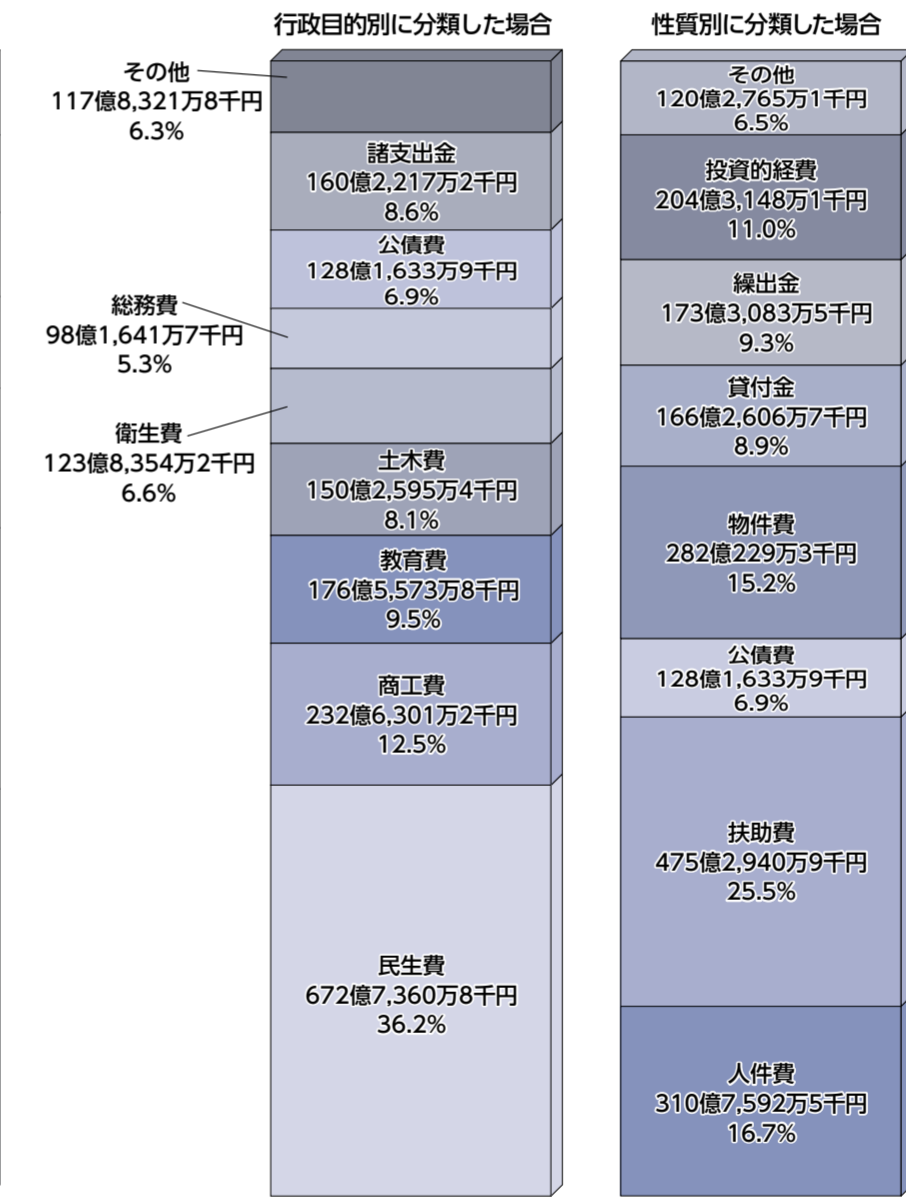 行政目的別に分類した場合
その他
117億8,321万8千円
6.3%
諸支出金
160億2,217万2千円
8.6%
公債費
128億1,633万9千円
6.9%
総務費
98億1,641万7千円
5.3%
衛生費
123億8,354万2千円
6.6%
土木費
150億2,595万4千円
8.1%
教育費
176億5,573万8千円
9.5%
商工費
232億6,301万2千円
12.5%
民生費
672億7,360万8千円
36.2%
性質別に分類した場合
その他
120億2,765万1千円
6.5%
投資的経費
204億3,148万1千円
11.0%
繰出金
173億3,083万5千円
9.3%
貸付金
166億2,606万7千円
8.9%
物件費
282億229万3千円
15.2%
公債費
128億1,633万9千円
6.9%
扶助費
475億2,940万9千円
25.5%
人件費
310億7,592万5千円
16.7%